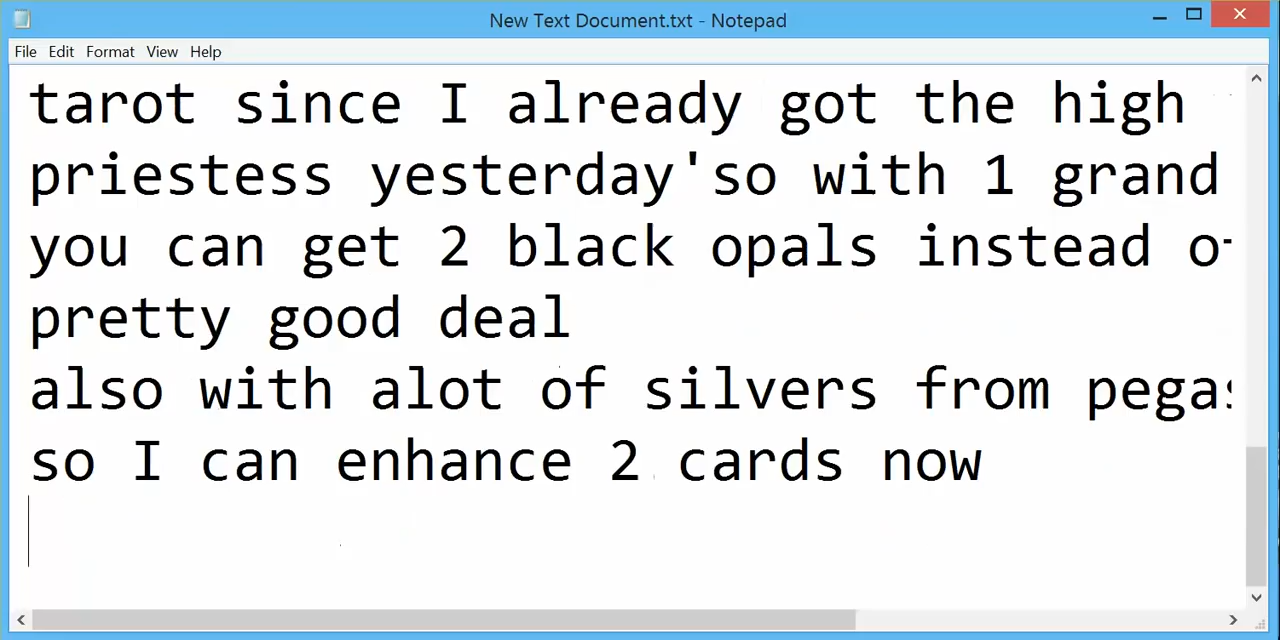 New Text Document.txt - Notepad
File Edit Format View Help
tarot since I already got the high
priestess yesterday'so with 1 grand
you can get 2 black opals instead
pretty good deal
also with alot of silvers from
so I can enhance 2 cards now